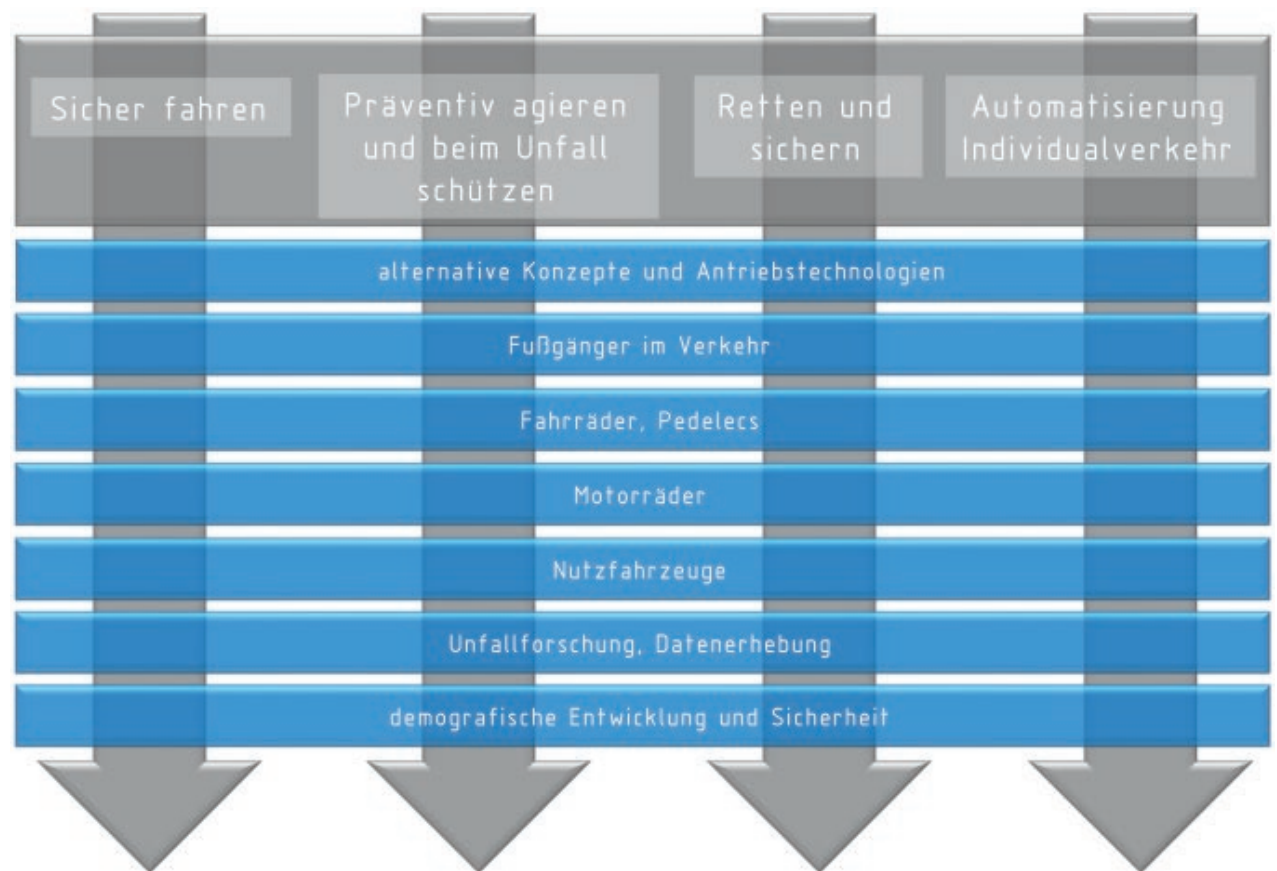 Sicher fahren
Präventiv agieren
und beim Unfall
schützen
Retten und
sichern
Automatisierung
Individualverkehr
alternative Konzepte und Antriebstechnologien
Fußgänger im Verkehr
Fahrräder, Pedelecs
Motorräder
Nutzfahrzeuge
Unfallforschung, Datenerhebung
demografische Entwicklung und Sicherheit